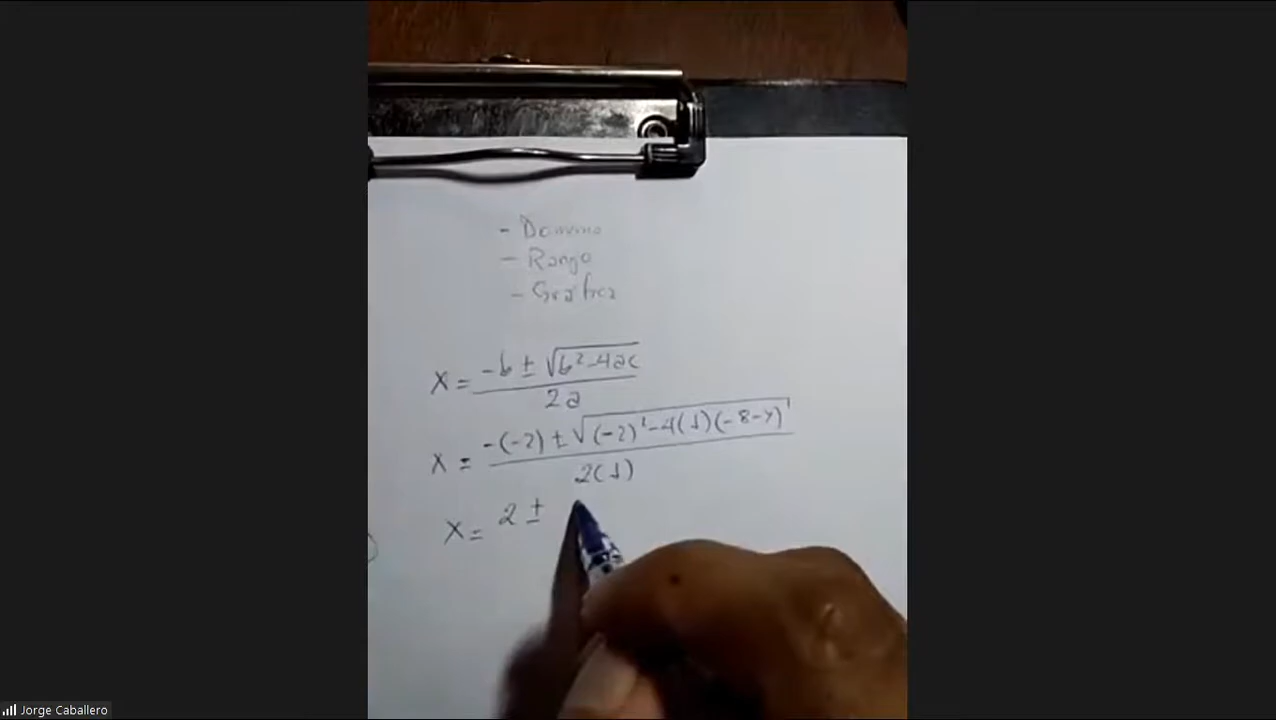 - Dominio
- Rango
- Gráfica
X = -b ± √b² - 4ac / 2a
X = -(-2) ± √(-2)² - 4(1)(-8-y) / 2(1)
X = 2 ±
Jorge Caballero